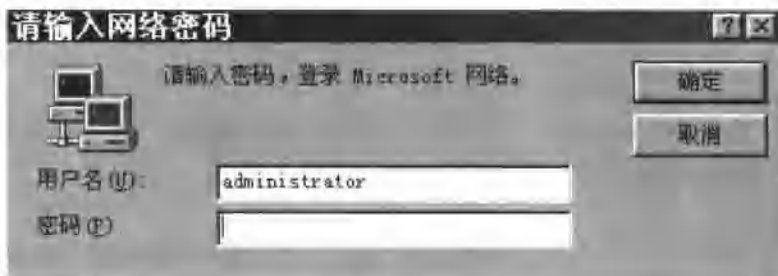 请输入网络密码
请输入密码，登录 Microsoft 网络。
确定
取消
用户名(U):
administrator
密码(P)